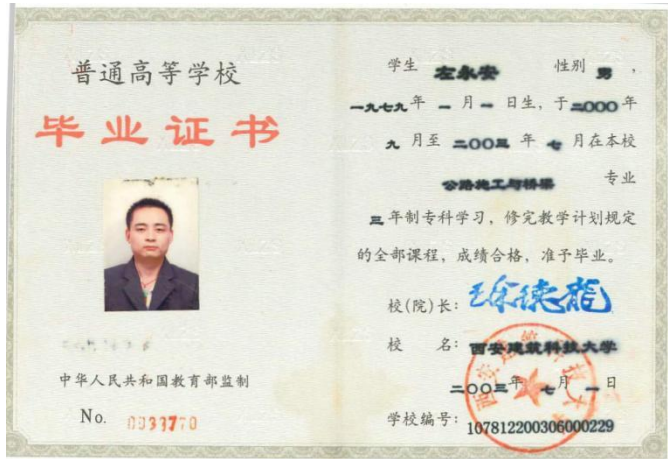 普通高等学校
毕业证书
中华人民共和国教育部监制
No. 0033770
学生 左永安 性别 男，
一九七九年 一 月 一 日生，于二000年
九 月至 二00三 年 七 月在本校
公路施工与桥梁 专业
三年制专科学习，修完教学计划规定
的全部课程，成绩合格，准予毕业。
校(院)长：徐德龍
校 名：西安建筑科技大学
二00三年 七 月 一 日
学校编号：107812200306000229